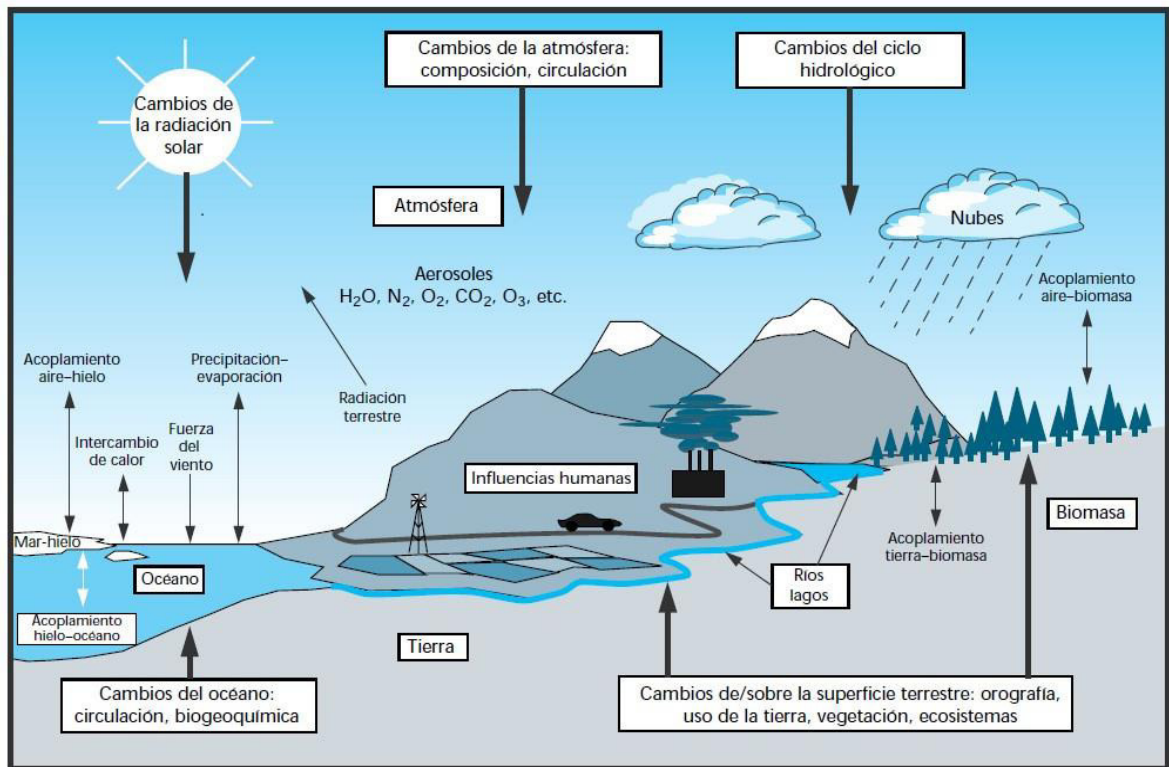 Cambios de la atmósfera:
composición, circulación
Cambios del ciclo
hidrológico
Cambios de
la radiación
solar
Atmósfera
Nubes
Aerosoles
H₂O, N₂, O₂, CO₂, O₃, etc.
Acoplamiento
aire–biomasa
Acoplamiento
aire–hielo
Precipitación–
evaporación
Radiación
terrestre
Intercambio
de calor
Fuerza
del
viento
Influencias humanas
Mar-hielo
Océano
Biomasa
Acoplamiento
tierra–biomasa
Ríos
lagos
Acoplamiento
hielo–océano
Tierra
Cambios del océano:
circulación, biogeoquímica
Cambios de/sobre la superficie terrestre: orografía,
uso de la tierra, vegetación, ecosistemas